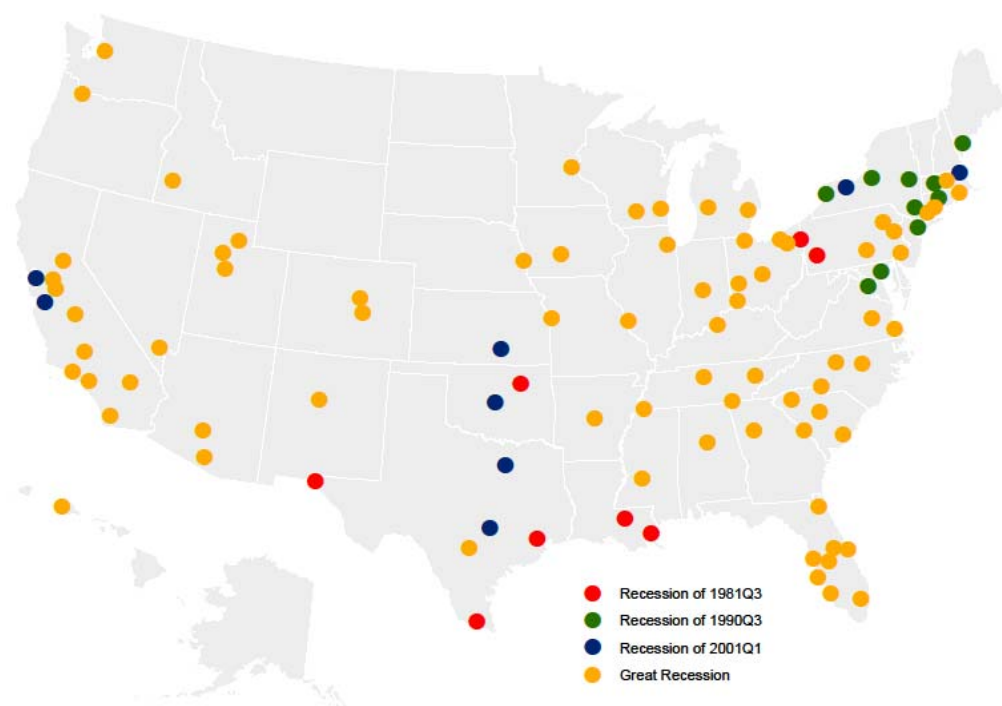 Recession of 1981Q3
Recession of 1990Q3
Recession of 2001Q1
Great Recession